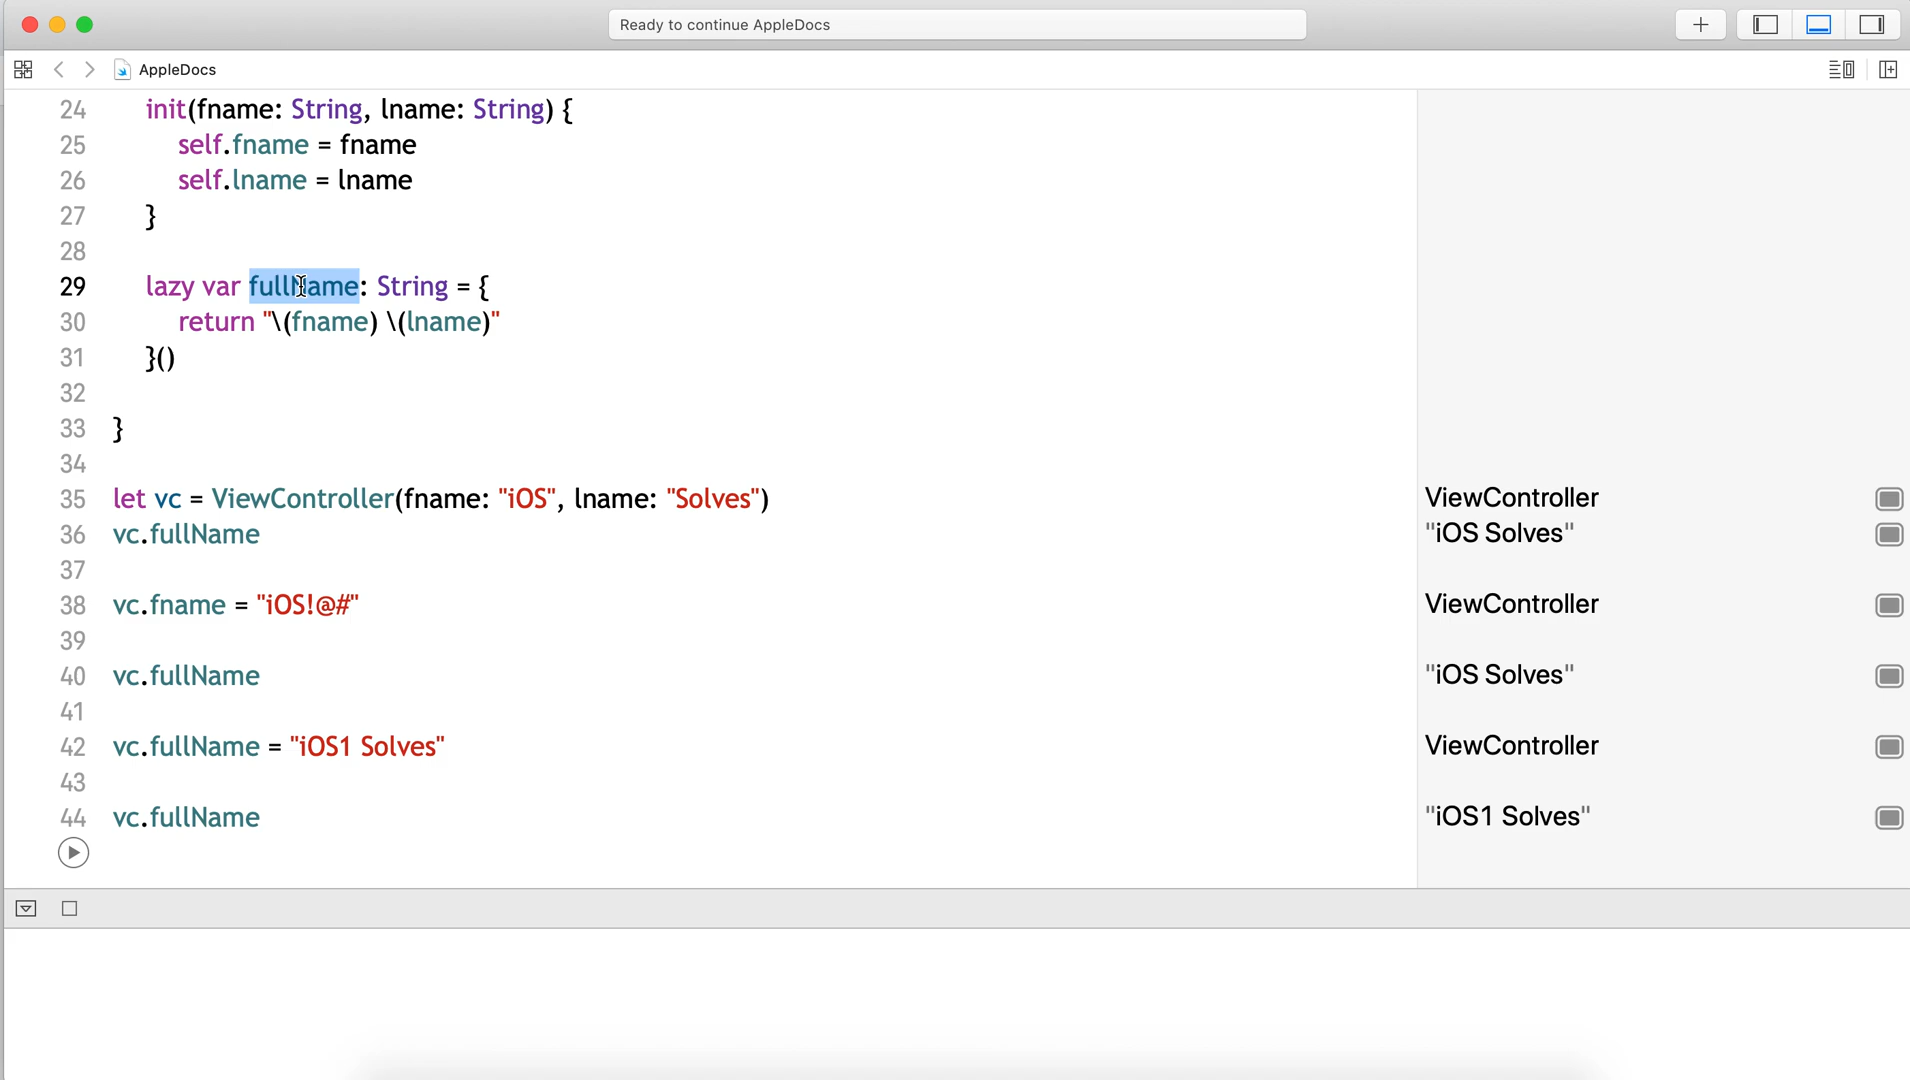 Ready to continue AppleDocs
AppleDocs
24 init(fname: String, lname: String) {
25 self.fname = fname
26 self.lname = lname
27 }
28
29 lazy var fullName: String = {
30 return "\(fname) \(lname)"
31 }()
32
33 }
34
35 let vc = ViewController(fname: "iOS", lname: "Solves") ViewController
36 vc.fullName "iOS Solves"
37
38 vc.fname = "iOS!@#" ViewController
39
40 vc.fullName "iOS Solves"
41
42 vc.fullName = "iOS1 Solves" ViewController
43
44 vc.fullName "iOS1 Solves"